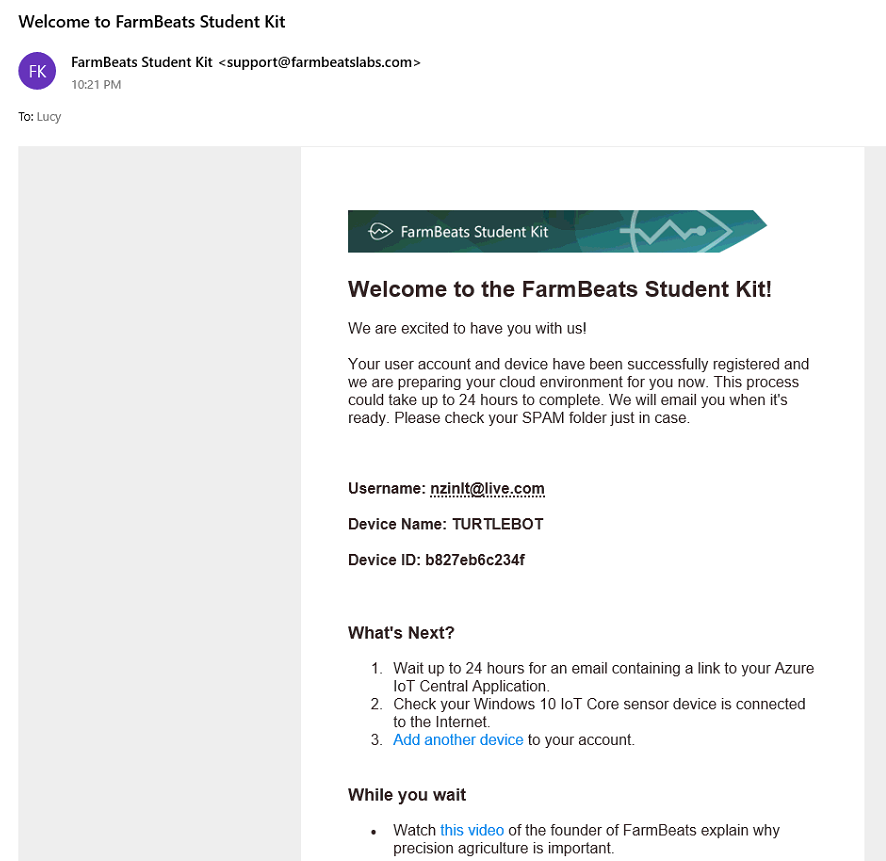 Welcome to FarmBeats Student Kit
FK
FarmBeats Student Kit <support@farmbeatslabs.com>
10:21 PM
To: Lucy
FarmBeats Student Kit
Welcome to the FarmBeats Student Kit!
We are excited to have you with us!
Your user account and device have been successfully registered and
we are preparing your cloud environment for you now. This process
could take up to 24 hours to complete. We will email you when it's
ready. Please check your SPAM folder just in case.
Username: nzinlt@live.com
Device Name: TURTLEBOT
Device ID: b827eb6c234f
What's Next?
1. Wait up to 24 hours for an email containing a link to your Azure
IoT Central Application.
2. Check your Windows 10 IoT Core sensor device is connected
to the Internet.
3. Add another device to your account.
While you wait
• Watch this video of the founder of FarmBeats explain why
precision agriculture is important.